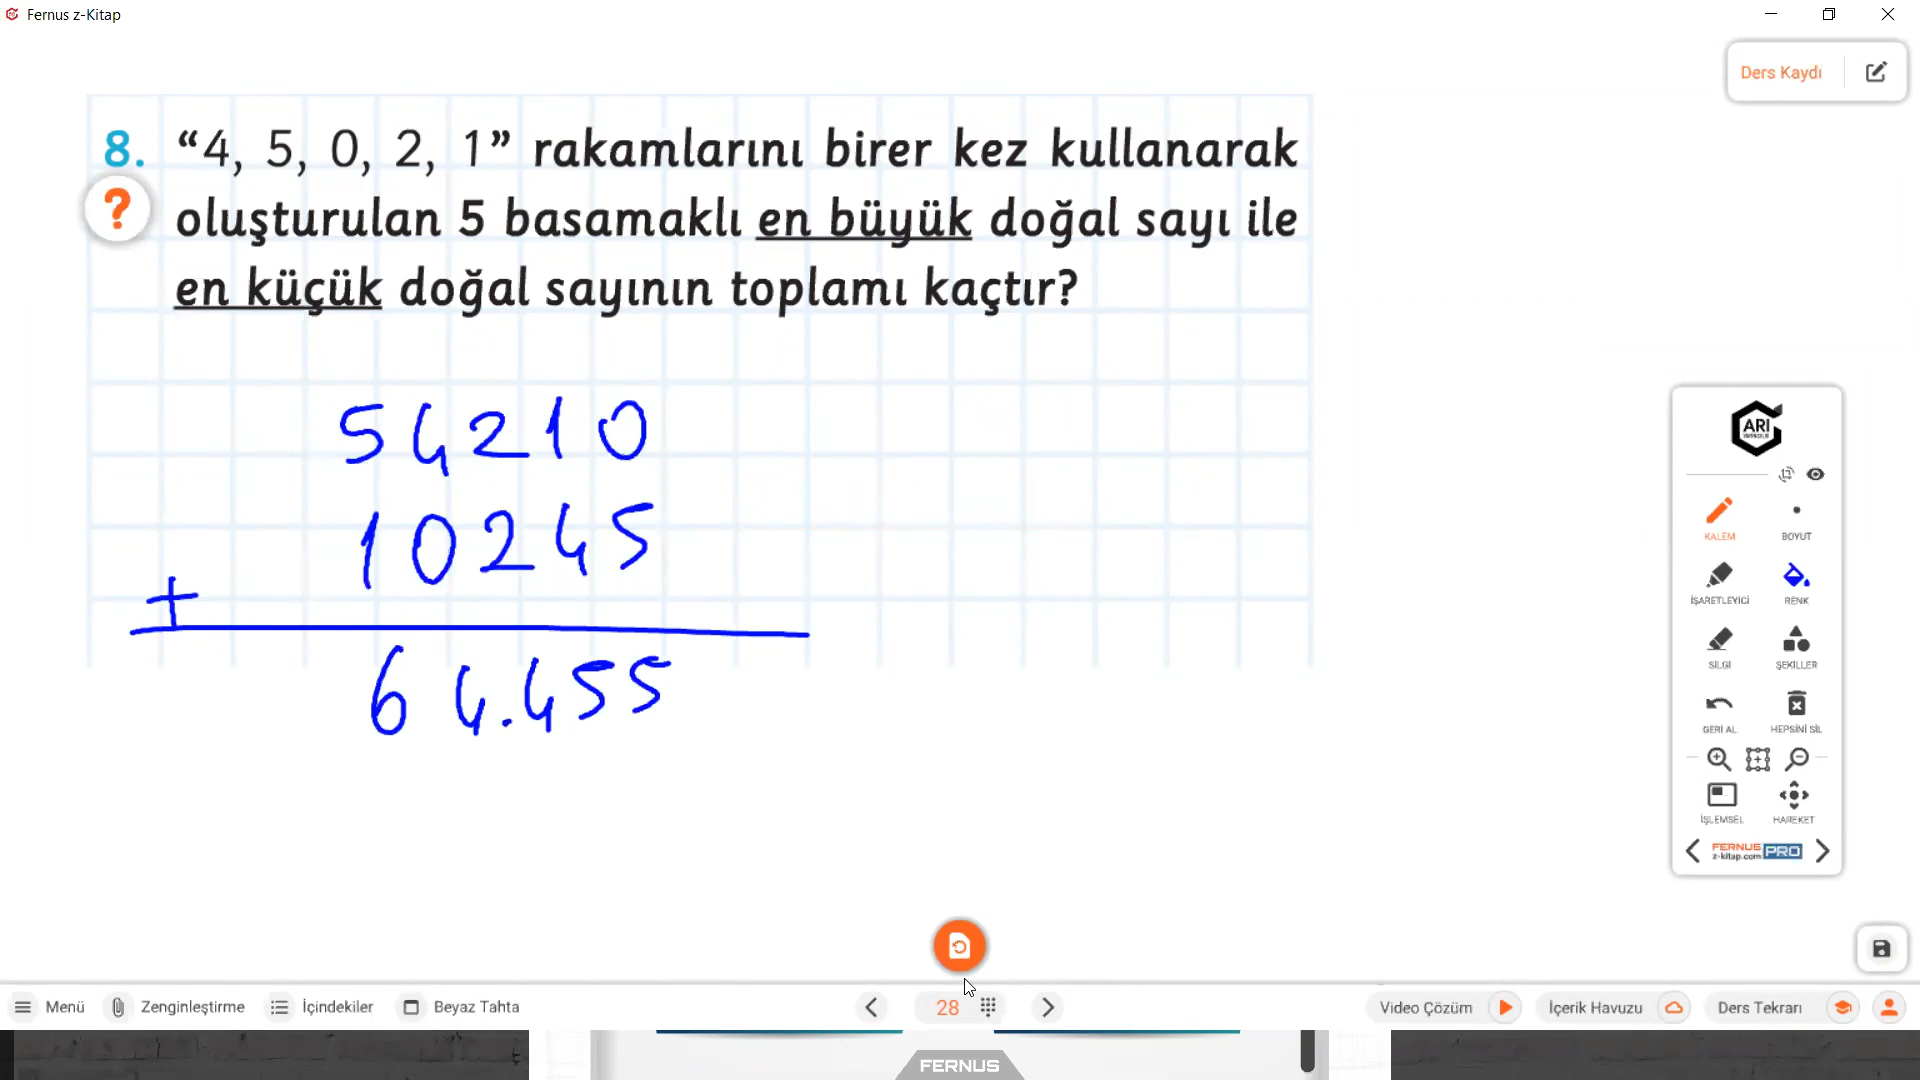 Fernus z-Kitap
Ders Kaydı
8. “4, 5, 0, 2, 1” rakamlarını birer kez kullanarak
? oluşturulan 5 basamaklı en büyük doğal sayı ile
en küçük doğal sayının toplamı kaçtır?
54210
10245
+
64.455
ARI
YAYINCILIK
KALEM BOYUT
İŞARETLEYİCİ RENK
SİLGİ ŞEKİLLER
GERİ AL HEPSİNİ SİL
İŞLEMSEL HAREKET
FERNUS
z-kitap.com PRO
Menü Zenginleştirme İçindekiler Beyaz Tahta 28 Video Çözüm İçerik Havuzu Ders Tekrarı
FERNUS